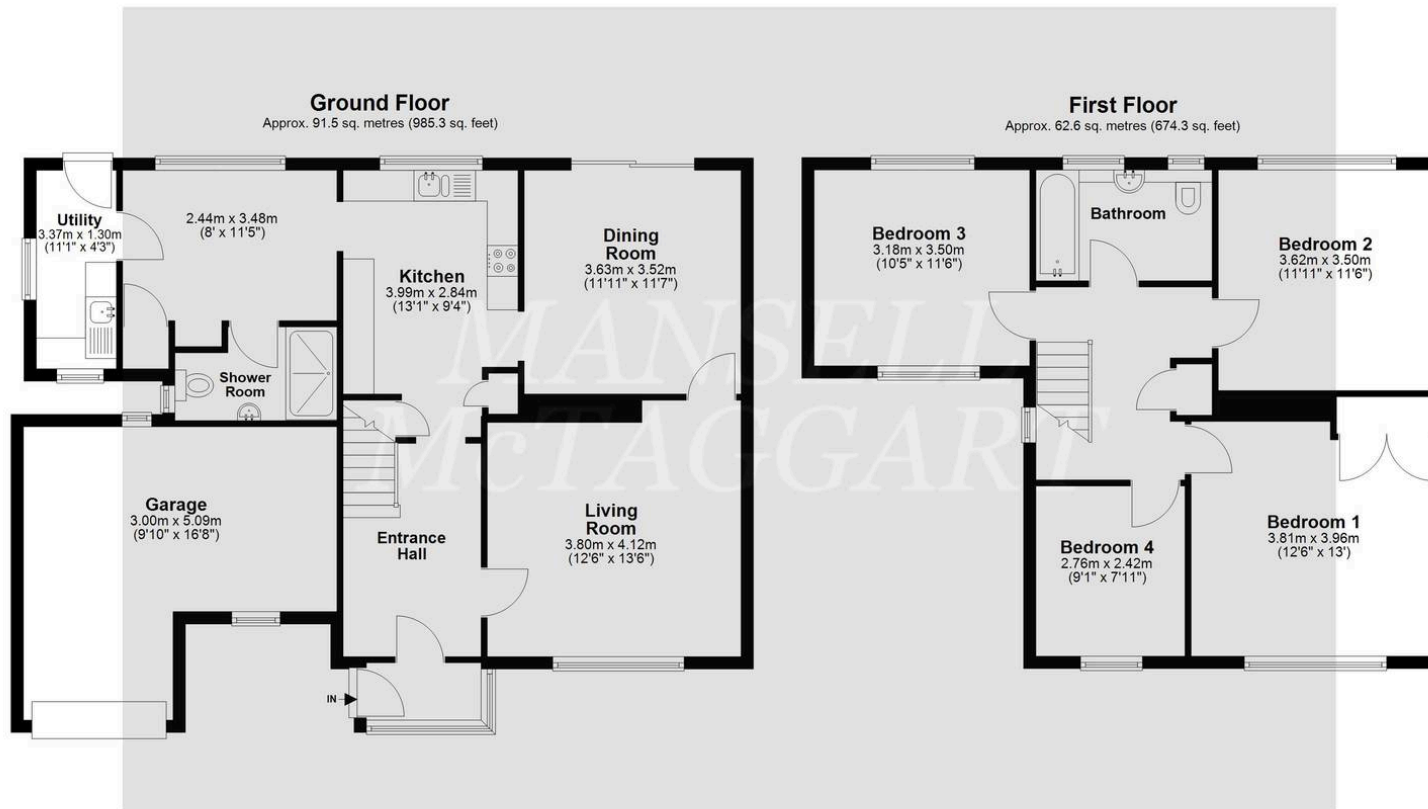 Ground Floor
Approx. 91.5 sq. metres (985.3 sq. feet)
Utility
3.37m x 1.30m
(11'1" x 4'3")
2.44m x 3.48m
(8' x 11'5")
Kitchen
3.99m x 2.84m
(13'1" x 9'4")
Dining
Room
3.63m x 3.52m
(11'11" x 11'7")
Shower
Room
Garage
3.00m x 5.09m
(9'10" x 16'8")
Entrance
Hall
Living
Room
3.80m x 4.12m
(12'6" x 13'6")
IN
First Floor
Approx. 62.6 sq. metres (674.3 sq. feet)
Bedroom 3
3.18m x 3.50m
(10'5" x 11'6")
Bathroom
Bedroom 2
3.62m x 3.50m
(11'11" x 11'6")
Bedroom 4
2.76m x 2.42m
(9'1" x 7'11")
Bedroom 1
3.81m x 3.96m
(12'6" x 13')
MANSELL
McTAGGART